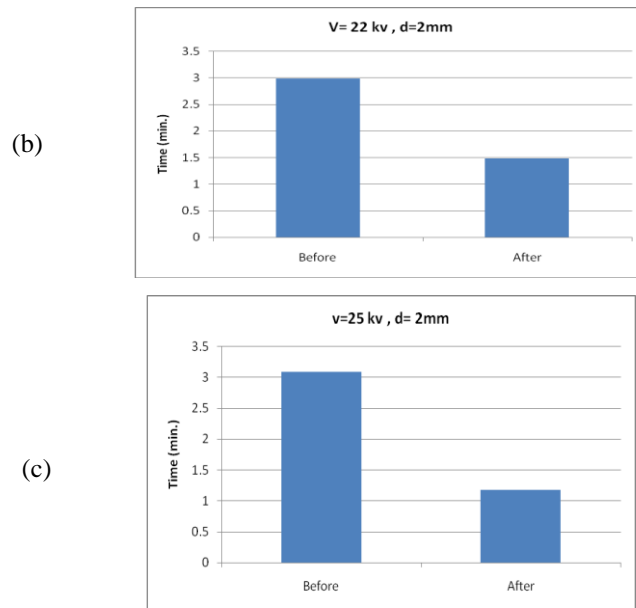 V= 22 kv , d=2mm
(b)
Time (min.)
3.5
3
2.5
2
1.5
1
0.5
0
Before After
v=25 kv , d= 2mm
(c)
Time (min.)
3.5
3
2.5
2
1.5
1
0.5
0
Before After